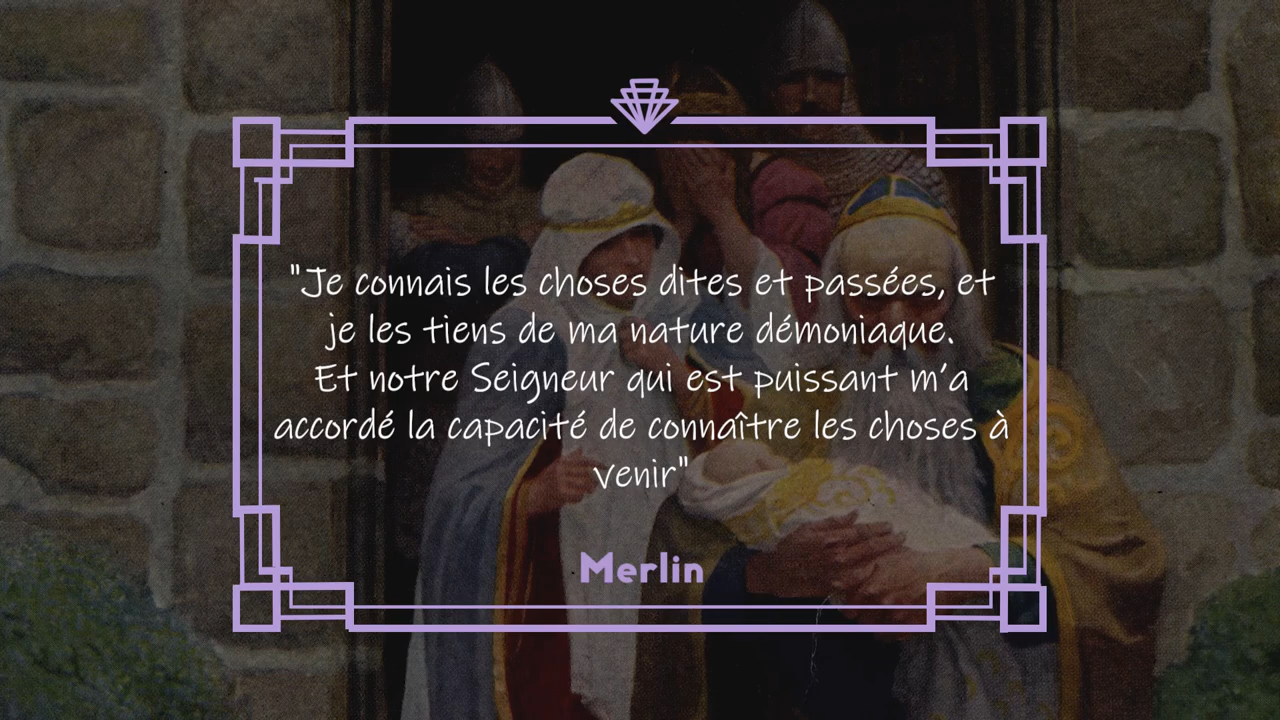 "Je connais les choses dites et passées, et
je les tiens de ma nature démoniaque.
Et notre Seigneur qui est puissant m’a
accordé la capacité de connaître les choses à
venir"
Merlin